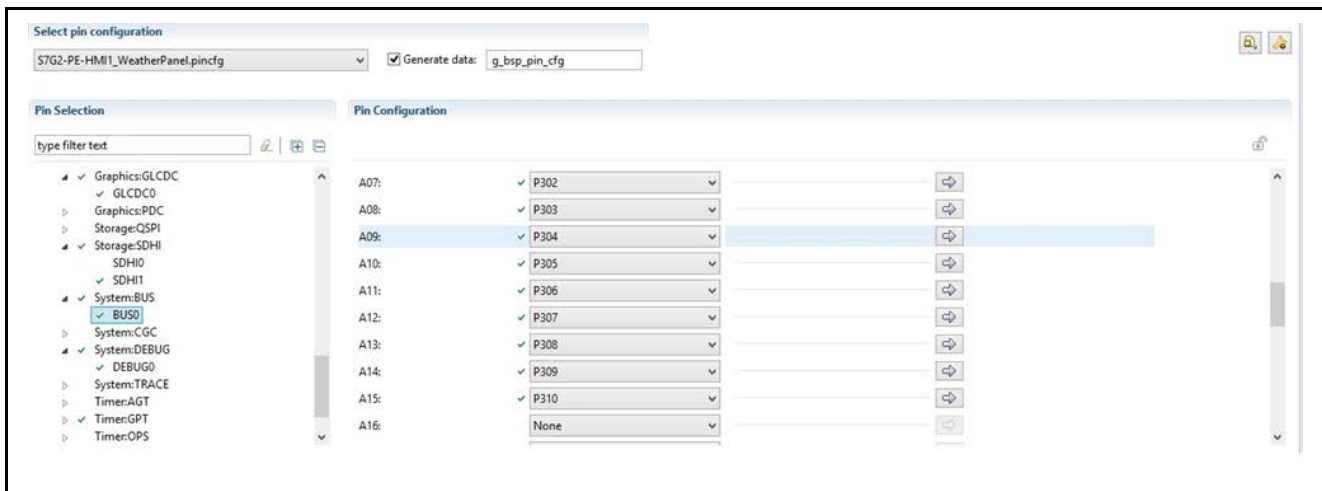 Select pin configuration
S7G2-PE-HMI1_WeatherPanel.pincfg
Generate data: g_bsp_pin_cfg
Pin Selection
type filter text
Graphics:GLCDC
GLCDC0
Graphics:PDC
Storage:QSPI
Storage:SDHI
SDHI0
SDHI1
System:BUS
BUS0
System:CGC
System:DEBUG
DEBUG0
System:TRACE
Timer:AGT
Timer:GPT
Timer:OPS
Pin Configuration
A07: P302
A08: P303
A09: P304
A10: P305
A11: P306
A12: P307
A13: P308
A14: P309
A15: P310
A16: None